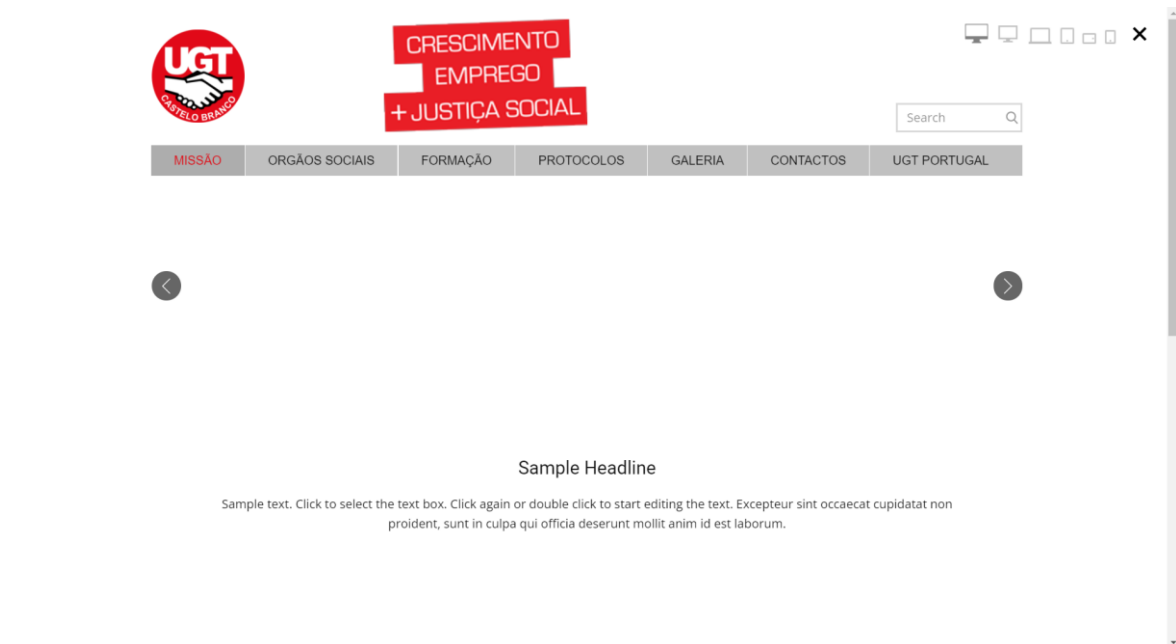 UGT
CASTELO BRANCO
CRESCIMENTO
EMPREGO
+ JUSTIÇA SOCIAL
Search
MISSÃO ORGÃOS SOCIAIS FORMAÇÃO PROTOCOLOS GALERIA CONTACTOS UGT PORTUGAL
Sample Headline
Sample text. Click to select the text box. Click again or double click to start editing the text. Excepteur sint occaecat cupidatat non
proident, sunt in culpa qui officia deserunt mollit anim id est laborum.